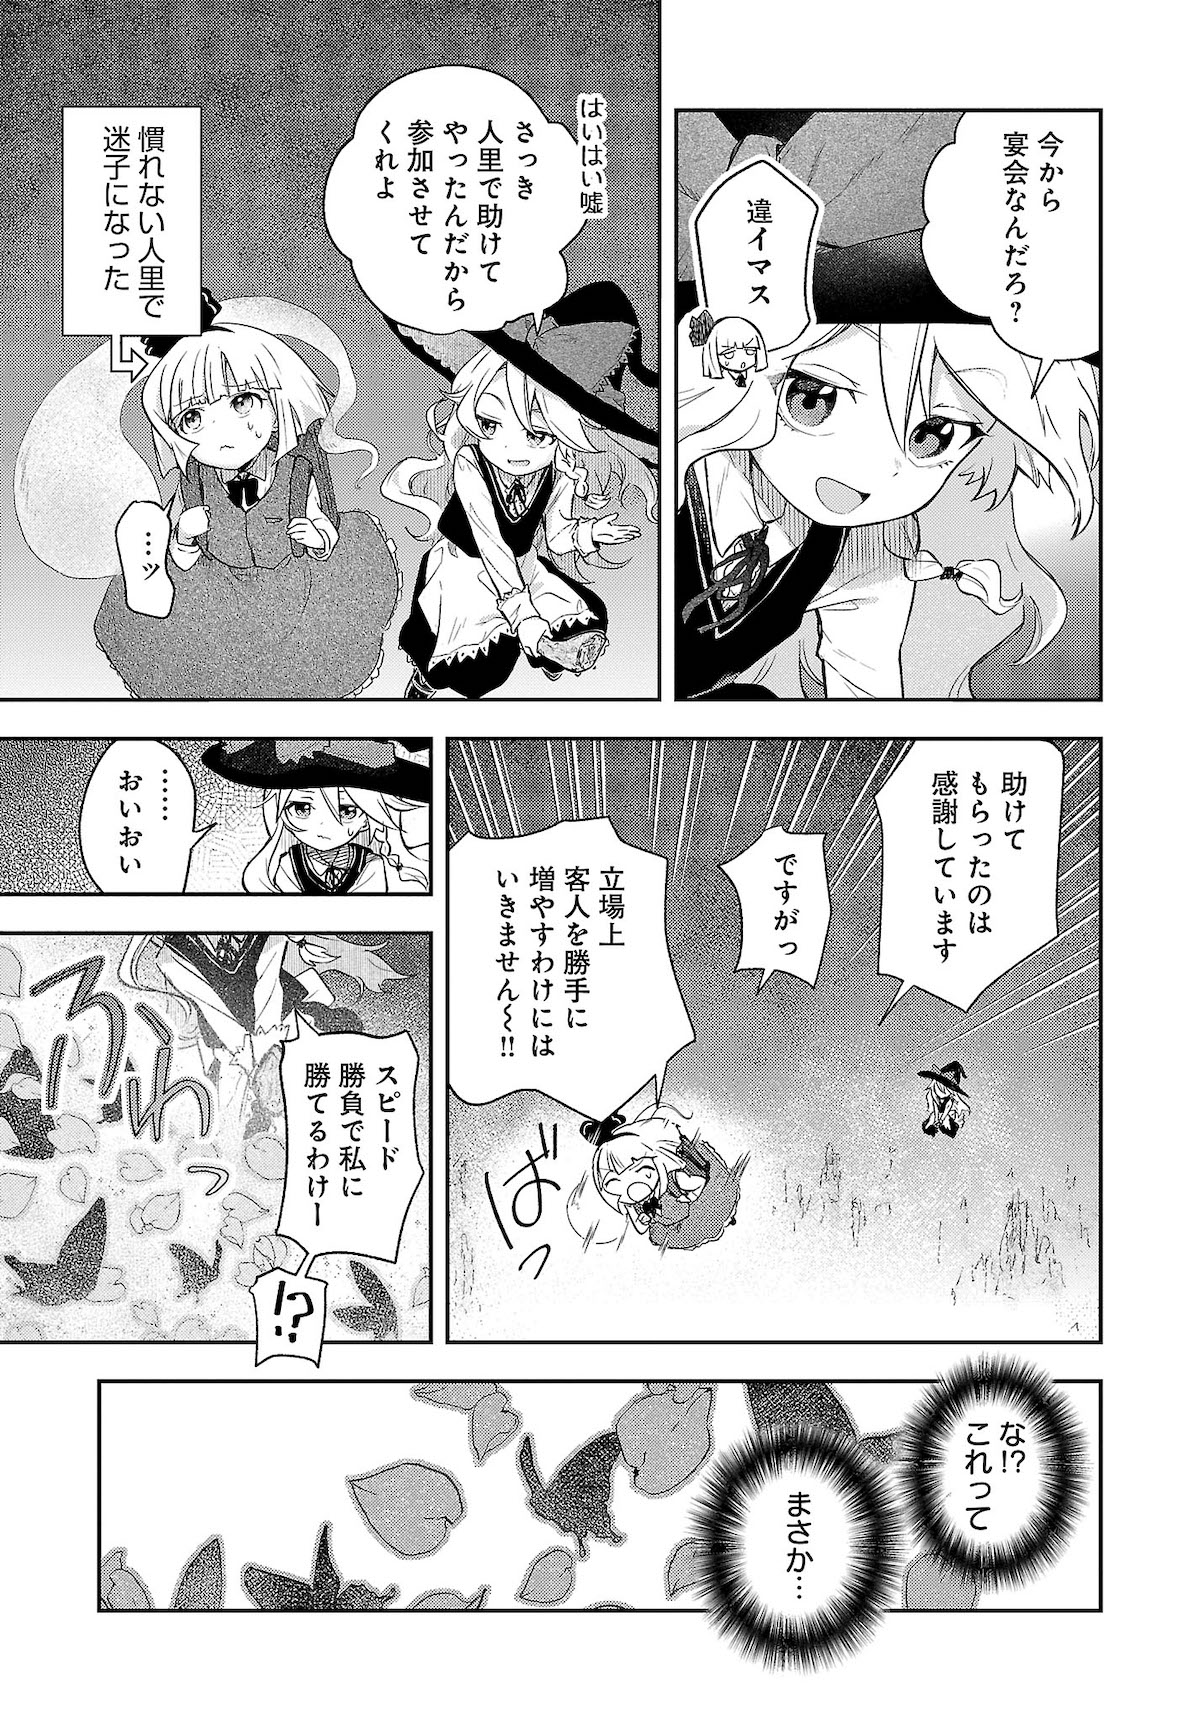 今から
宴会なんだろ?
違イマス
はいはい嘘
さっき
人里で助けて
やったんだから
参加させて
くれよ
慣れない人里で
迷子になった
…ッ
助けて
もらったのは
感謝しています
ですがっ
立場上
客人を勝手に
増やすわけには
いきません〜!!
ばっ
……
おいおい
スピード
勝負で私に
勝てるわけー
!?
ふわっ
な!?
これって
まさか…